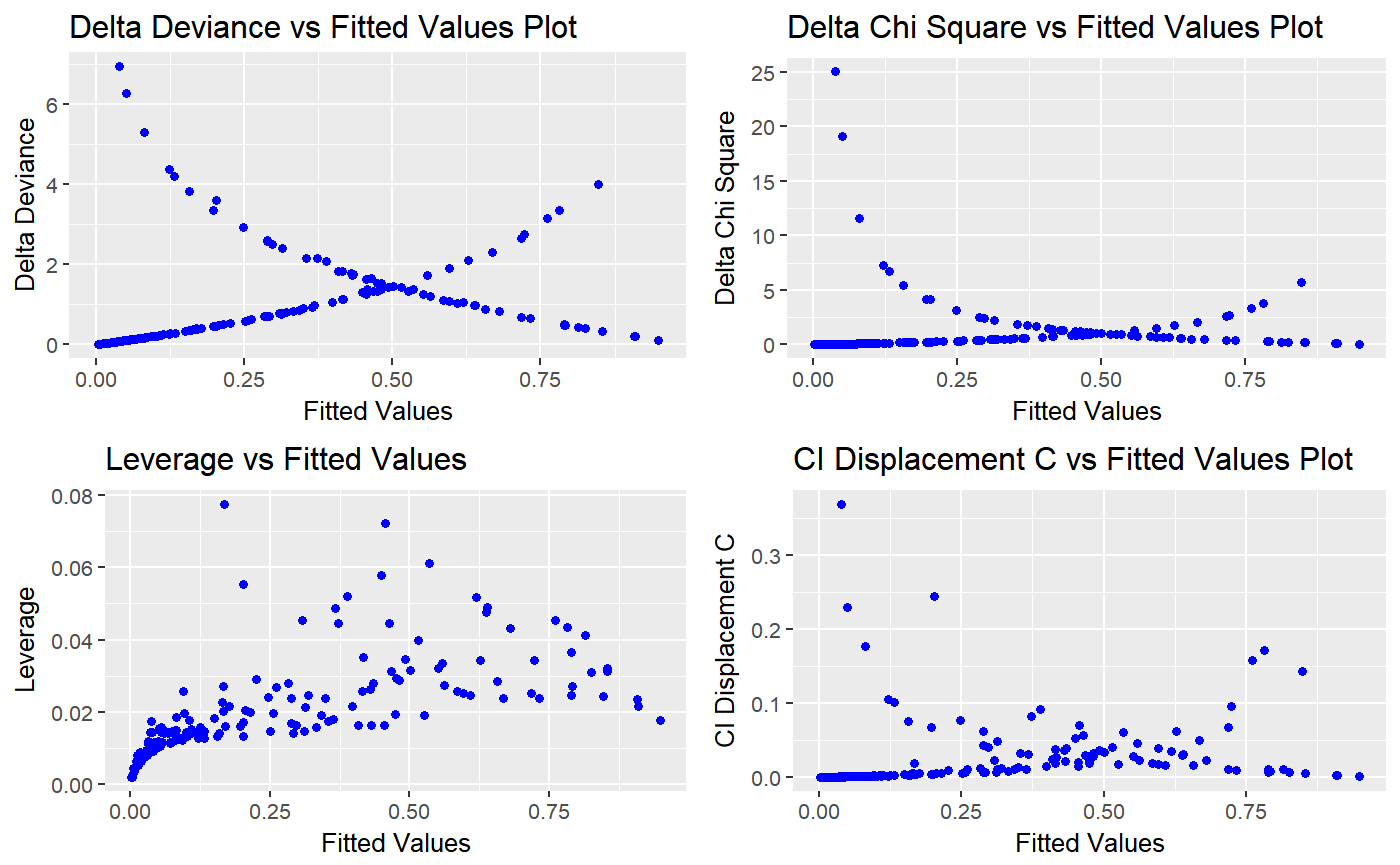 Delta Deviance vs Fitted Values Plot
Delta Deviance
6
4
2
0
0.00 0.25 0.50 0.75
Fitted Values
Delta Chi Square vs Fitted Values Plot
Delta Chi Square
25
20
15
10
5
0
0.00 0.25 0.50 0.75
Fitted Values
Leverage vs Fitted Values
Leverage
0.08
0.06
0.04
0.02
0.00
0.00 0.25 0.50 0.75
Fitted Values
CI Displacement C vs Fitted Values Plot
CI Displacement C
0.3
0.2
0.1
0.0
0.00 0.25 0.50 0.75
Fitted Values